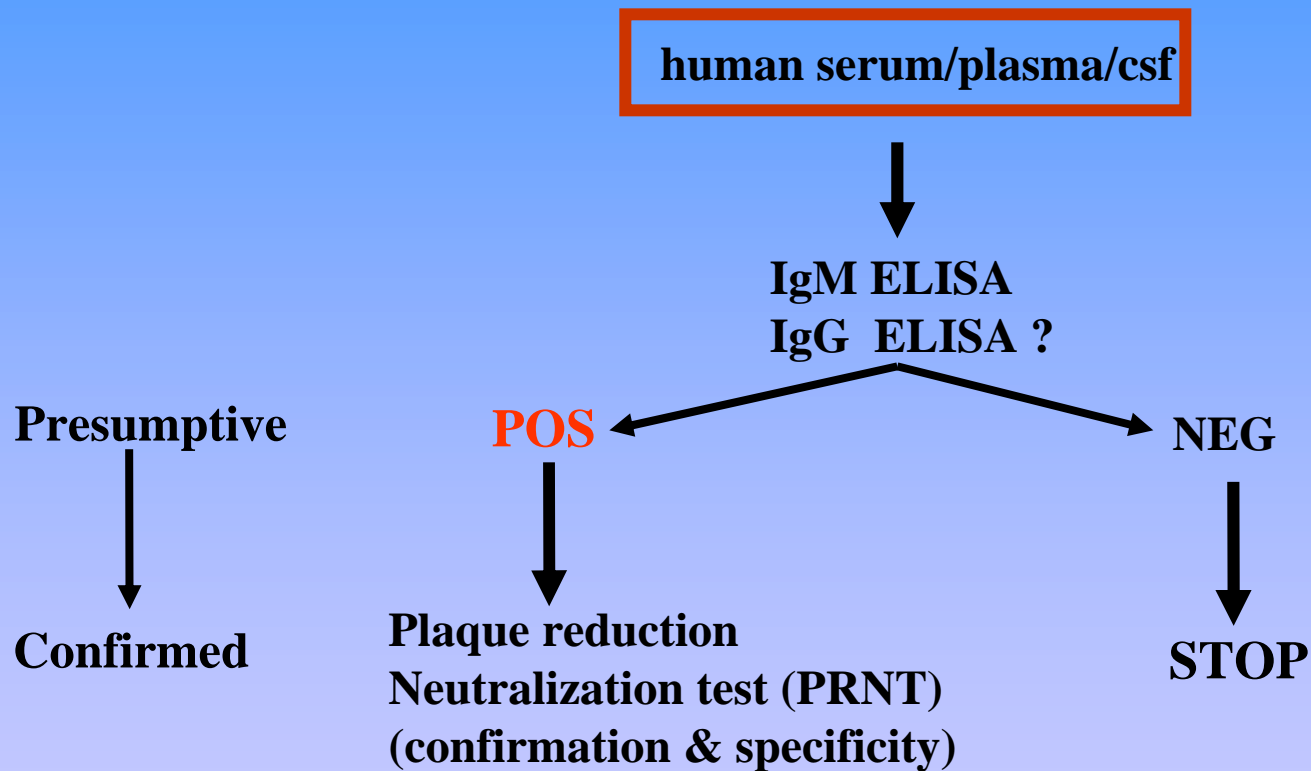 human serum/plasma/csf
IgM ELISA
IgG ELISA ?
Presumptive
POS
NEG
Confirmed
Plaque reduction
Neutralization test (PRNT)
(confirmation & specificity)
STOP